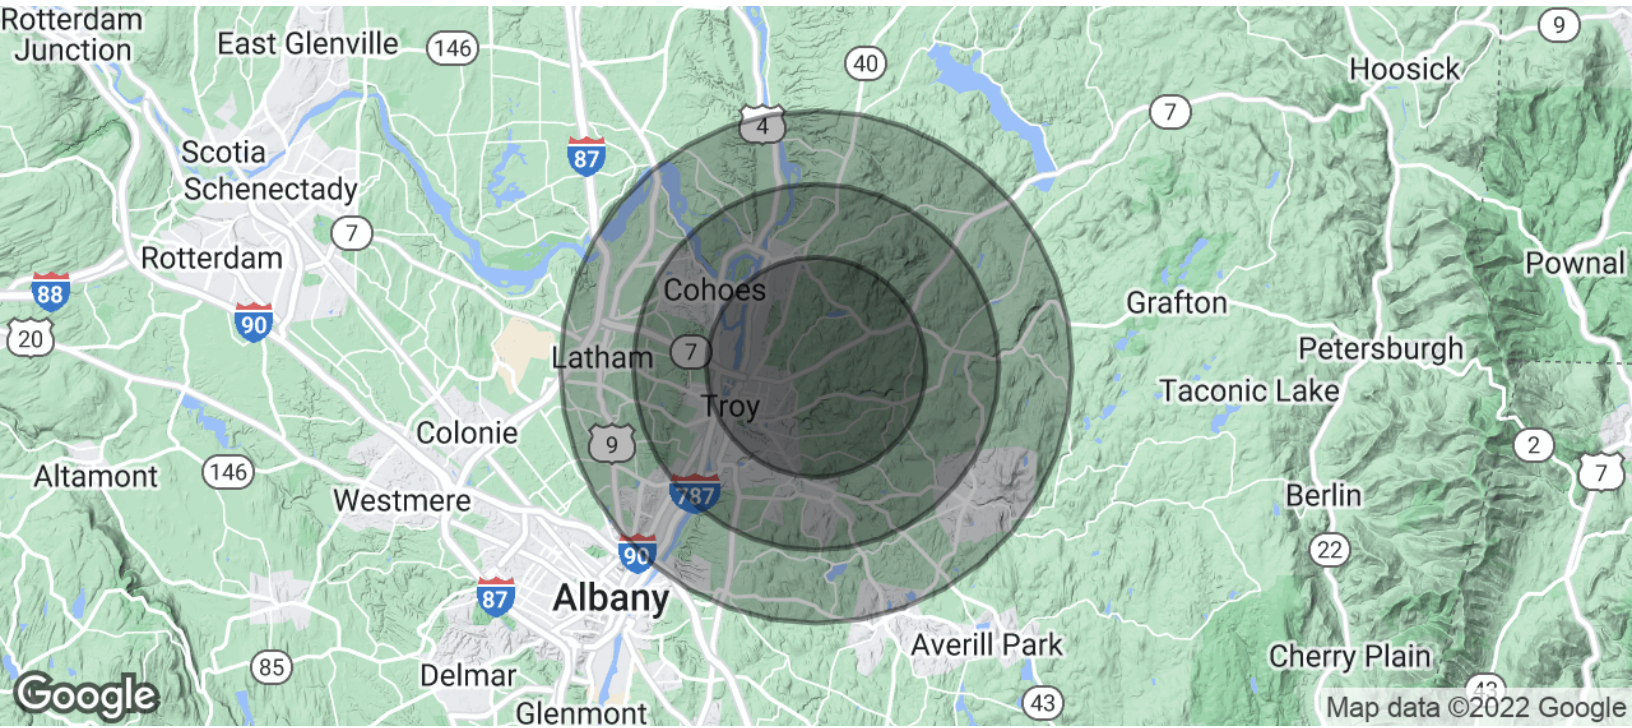 Rotterdam
Junction
East Glenville
146
40
9
Hoosick
7
4
87
Scotia
Schenectady
7
Rotterdam
88
90
20
Cohoes
Grafton
Pownal
Latham
7
Petersburgh
Taconic Lake
Troy
Colonie
9
2
7
Altamont
146
Westmere
787
Berlin
22
90
87
Albany
Averill Park
Cherry Plain
85
Delmar
43
43
Glenmont
Google
Map data ©2022 Google